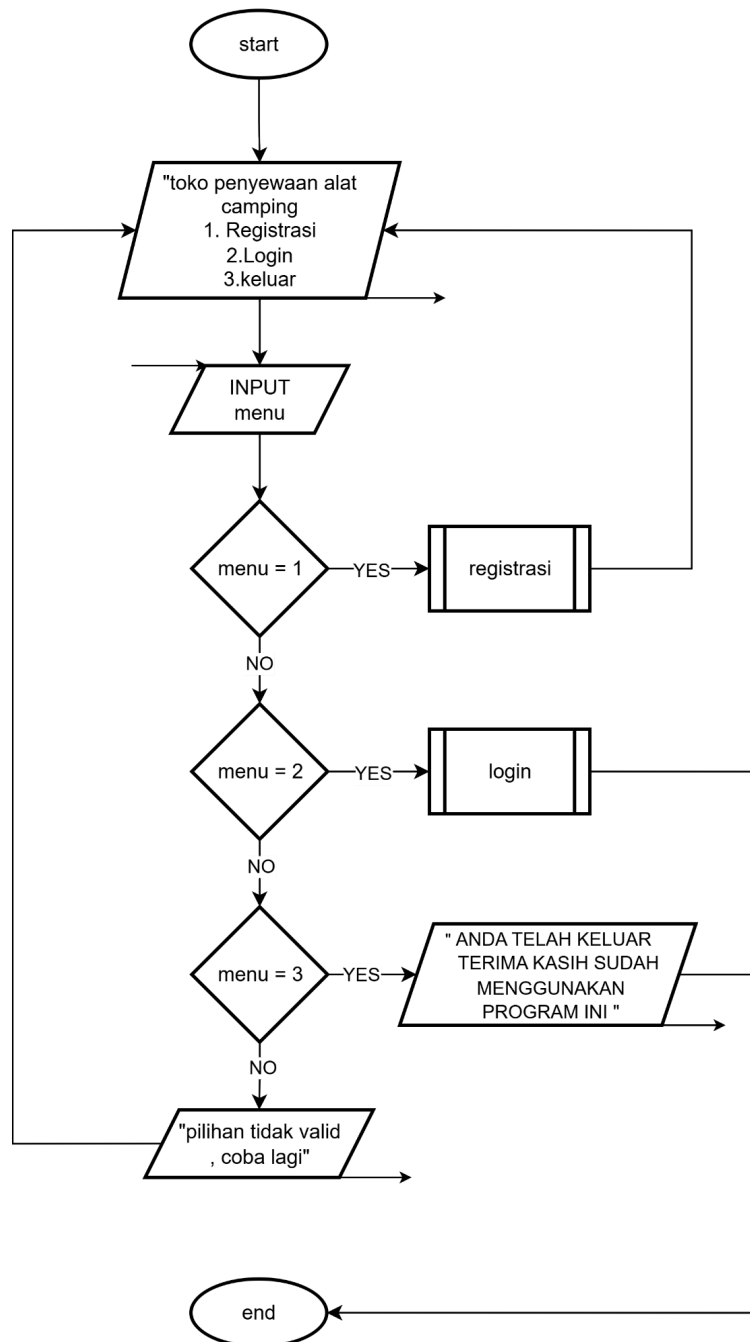 start
"toko penyewaan alat
camping
1. Registrasi
2.Login
3.keluar
INPUT
menu
menu = 1
YES
registrasi
NO
menu = 2
YES
login
NO
menu = 3
YES
" ANDA TELAH KELUAR
TERIMA KASIH SUDAH
MENGGUNAKAN
PROGRAM INI "
NO
"pilihan tidak valid
, coba lagi"
end